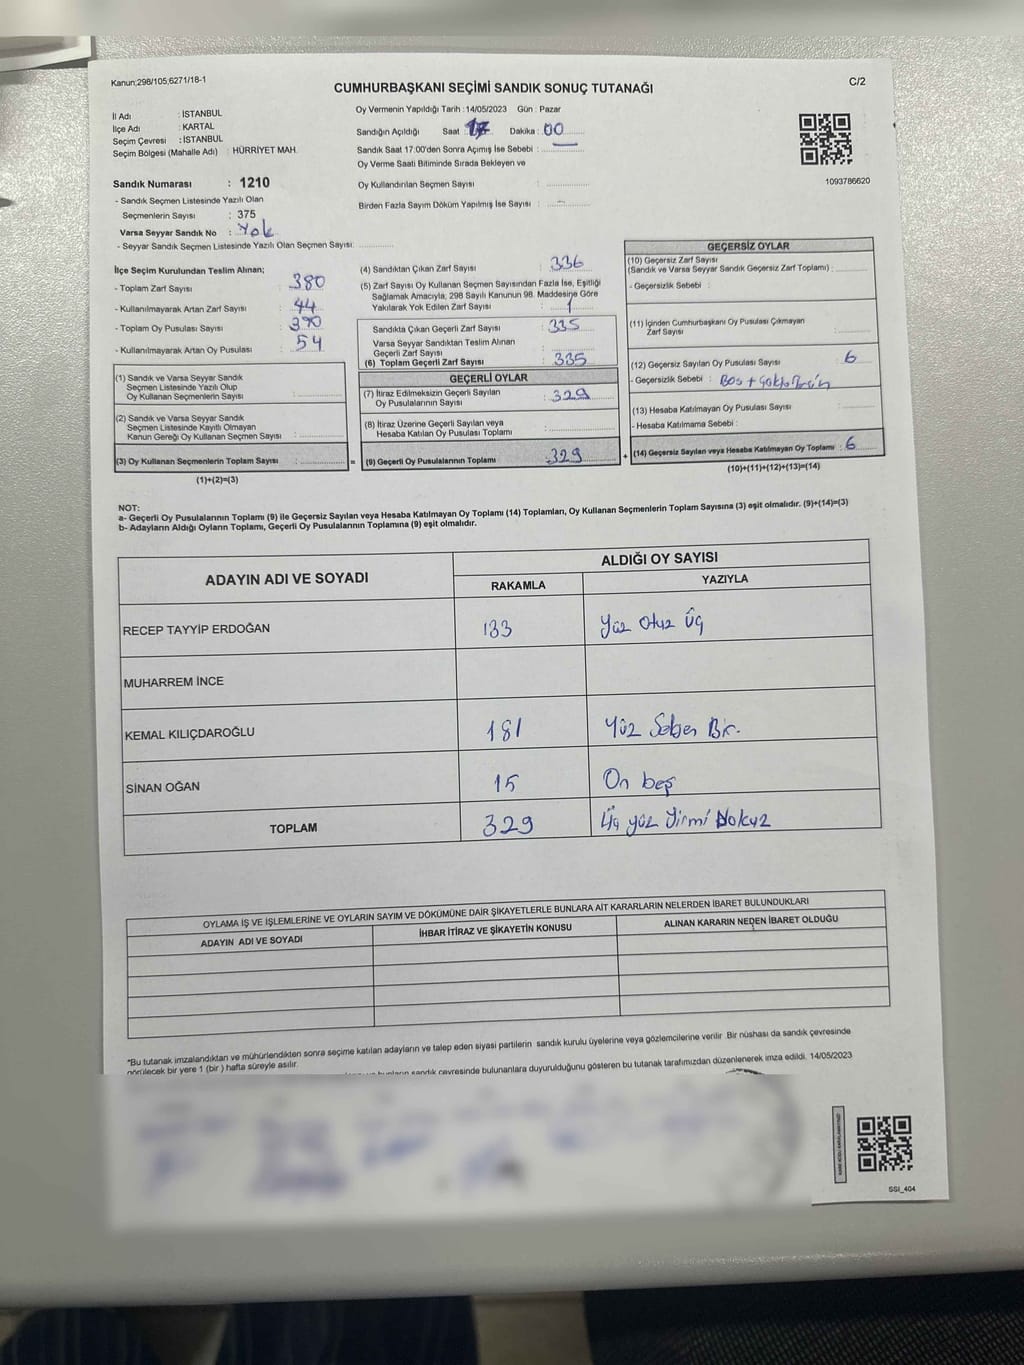 Kanun;298/105,6271/18-1
C/2
CUMHURBAŞKANI SEÇİMİ SANDIK SONUÇ TUTANAĞI
İl Adı : İSTANBUL
İlçe Adı : KARTAL
Seçim Çevresi : İSTANBUL
Seçim Bölgesi (Mahalle Adı) : HÜRRİYET MAH.
Oy Vermenin Yapıldığı Tarih : 14/05/2023 Gün : Pazar
Sandığın Açıldığı Saat : 17 Dakika : 00
Sandık Saat 17:00'den Sonra Açımış İse Sebebi :
Oy Verme Saati Bitiminde Sırada Bekleyen ve
Oy Kullandırılan Seçmen Sayısı :
Birden Fazla Sayım Döküm Yapılmış İse Sayısı : -
1093786620
Sandık Numarası : 1210
- Sandık Seçmen Listesinde Yazılı Olan
Seçmenlerin Sayısı : 375
Varsa Seyyar Sandık No : Yok
- Seyyar Sandık Seçmen Listesinde Yazılı Olan Seçmen Sayısı:
İlçe Seçim Kurulundan Teslim Alınan;
- Toplam Zarf Sayısı : 380
- Kullanılmayarak Artan Zarf Sayısı : 44
- Toplam Oy Pusulası Sayısı : 390
- Kullanılmayarak Artan Oy Pusulası : 54
(1) Sandık ve Varsa Seyyar Sandık
Seçmen Listesinde Yazılı Olup
Oy Kullanan Seçmenlerin Sayısı :
(2) Sandık ve Varsa Seyyar Sandık
Seçmen Listesinde Kayıtlı Olmayan
Kanun Gereği Oy Kullanan Seçmen Sayısı :
(3) Oy Kullanan Seçmenlerin Toplam Sayısı :
(1)+(2)=(3)
=
(4) Sandıktan Çıkan Zarf Sayısı : 336
(5) Zarf Sayısı Oy Kullanan Seçmen Sayısından Fazla İse, Eşitliği
Sağlamak Amacıyla, 298 Sayılı Kanunun 98. Maddesine Göre
Yakılarak Yok Edilen Zarf Sayısı : 1
Sandıkta Çıkan Geçerli Zarf Sayısı : 335
Varsa Seyyar Sandıktan Teslim Alınan
Geçerli Zarf Sayısı :
(6) Toplam Geçerli Zarf Sayısı : 335
GEÇERLİ OYLAR
(7) İtiraz Edilmeksizin Geçerli Sayılan
Oy Pusulalarının Sayısı : 329
(8) İtiraz Üzerine Geçerli Sayılan veya
Hesaba Katılan Oy Pusulası Toplamı :
(9) Geçerli Oy Pusulalarının Toplamı : 329
+
GEÇERSİZ OYLAR
(10) Geçersiz Zarf Sayısı
(Sandık ve Varsa Seyyar Sandık Geçersiz Zarf Toplamı) :
- Geçersizlik Sebebi :
(11) İçinden Cumhurbaşkanı Oy Pusulası Çıkmayan
Zarf Sayısı :
(12) Geçersiz Sayılan Oy Pusulası Sayısı : 6
- Geçersizlik Sebebi : Boş +
(13) Hesaba Katılmayan Oy Pusulası Sayısı :
- Hesaba Katılmama Sebebi :
(14) Geçersiz Sayılan veya Hesaba Katılmayan Oy Toplamı : 6
(10)+(11)+(12)+(13)=(14)
NOT:
a- Geçerli Oy Pusulalarının Toplamı (9) ile Geçersiz Sayılan veya Hesaba Katılmayan Oy Toplamı (14) Toplamları, Oy Kullanan Seçmenlerin Toplam Sayısına (3) eşit olmalıdır. (9)+(14)=(3)
b- Adayların Aldığı Oyların Toplamı, Geçerli Oy Pusulalarının Toplamına (9) eşit olmalıdır.
ADAYIN ADI VE SOYADI
ALDIĞI OY SAYISI
RAKAMLA YAZIYLA
RECEP TAYYİP ERDOĞAN 133 Yüz Otuz Üç
MUHARREM İNCE
KEMAL KILIÇDAROĞLU 181 Yüz Seksen Bir.
SİNAN OĞAN 15 On beş
TOPLAM 329 Üç yüz Yirmi Dokuz
OYLAMA İŞ VE İŞLEMLERİNE VE OYLARIN SAYIM VE DÖKÜMÜNE DAİR ŞİKAYETLERLE BUNLARA AİT KARARLARIN NELERDEN İBARET BULUNDUKLARI
ADAYIN ADI VE SOYADI
İHBAR İTİRAZ VE ŞİKAYETİN KONUSU
ALINAN KARARIN NEDEN İBARET OLDUĞU
*Bu tutanak imzalandıktan ve mühürlendikten sonra seçime katılan adayların ve talep eden siyasi partilerin sandık kurulu üyelerine veya gözlemcilerine verilir. Bir nüshası da sandık çevresinde
görülecek bir yere 1 (bir ) hafta süreyle asılır.
bunların sandık çevresinde bulunanlara duyurulduğunu gösteren bu tutanak tarafımızdan düzenlenerek imza edildi. 14/05/2023
SSI_404